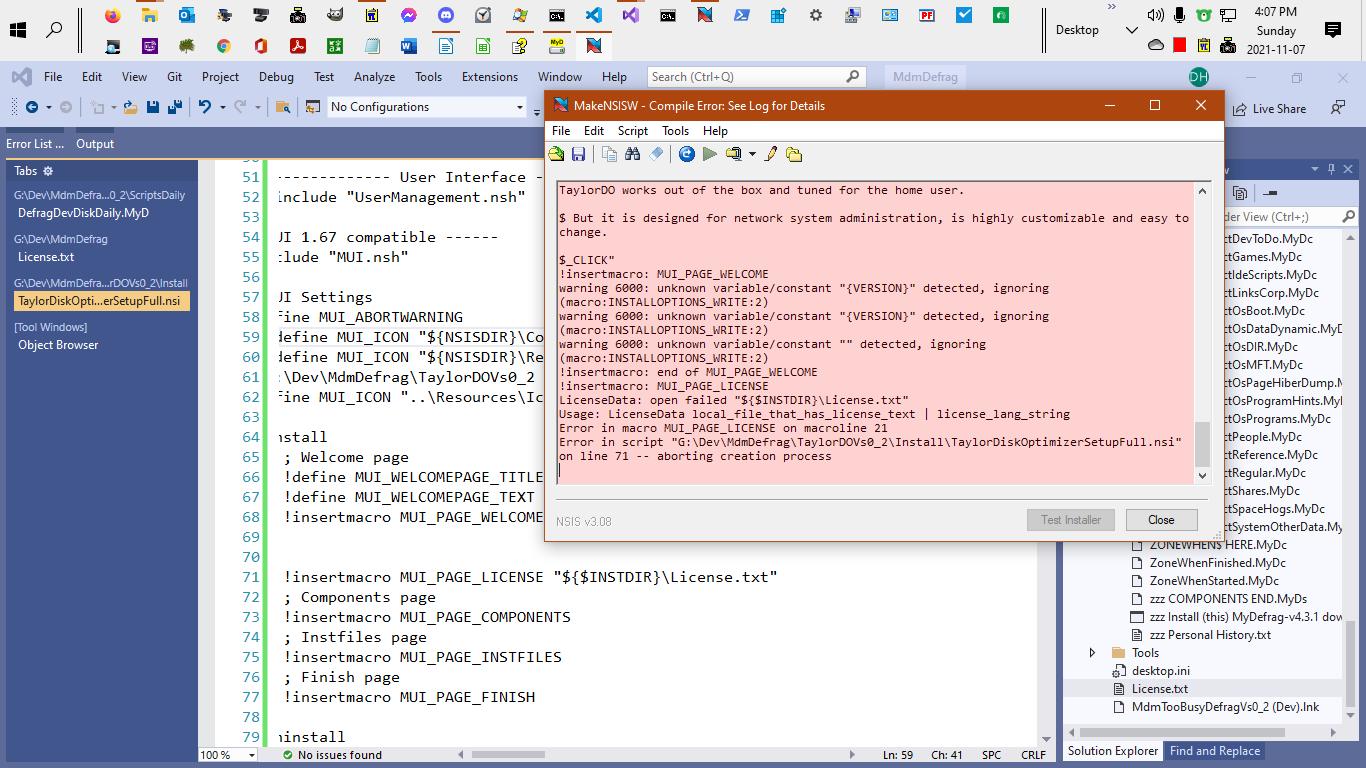 4:07 PM
Sunday
2021-11-07
Desktop
File Edit View Git Project Debug Test Analyze Tools Extensions Window Help Search (Ctrl+Q) MdmDefrag DH
No Configurations
Live Share
Error List ... Output
Tabs
G:\Dev\MdmDefra...0_2\ScriptsDaily
DefragDevDiskDaily.MyD
G:\Dev\MdmDefrag
License.txt
G:\Dev\MdmDefra...rDOVs0_2\Install
TaylorDiskOpti...erSetupFull.nsi
[Tool Windows]
Object Browser
51 ------------- User Interface -
52 include "UserManagement.nsh"
53
54 UI 1.67 compatible ------
55 clude "MUI.nsh"
56
57 UI Settings
58 fine MUI_ABORTWARNING
59 define MUI_ICON "${NSISDIR}\Co
60 define MUI_ICON "${NSISDIR}\Re
61 :\Dev\MdmDefrag\TaylorDOVs0_2
62 fine MUI_ICON "..\Resources\Ic
63
64 nstall
65 ; Welcome page
66 !define MUI_WELCOMEPAGE_TITLE
67 !define MUI_WELCOMEPAGE_TEXT
68 !insertmacro MUI_PAGE_WELCOME
69
70
71 !insertmacro MUI_PAGE_LICENSE "${$INSTDIR}\License.txt"
72 ; Components page
73 !insertmacro MUI_PAGE_COMPONENTS
74 ; Instfiles page
75 !insertmacro MUI_PAGE_INSTFILES
76 ; Finish page
77 !insertmacro MUI_PAGE_FINISH
78
79 ninstall
100 % No issues found Ln: 59 Ch: 41 SPC CRLF
MakeNSISW - Compile Error: See Log for Details
File Edit Script Tools Help
TaylorDO works out of the box and tuned for the home user.
$ But it is designed for network system administration, is highly customizable and easy to
change.
$_CLICK"
!insertmacro: MUI_PAGE_WELCOME
warning 6000: unknown variable/constant "{VERSION}" detected, ignoring
(macro:INSTALLOPTIONS_WRITE:2)
warning 6000: unknown variable/constant "{VERSION}" detected, ignoring
(macro:INSTALLOPTIONS_WRITE:2)
warning 6000: unknown variable/constant "" detected, ignoring
(macro:INSTALLOPTIONS_WRITE:2)
!insertmacro: end of MUI_PAGE_WELCOME
!insertmacro: MUI_PAGE_LICENSE
LicenseData: open failed "${$INSTDIR}\License.txt"
Usage: LicenseData local_file_that_has_license_text | license_lang_string
Error in macro MUI_PAGE_LICENSE on macroline 21
Error in script "G:\Dev\MdmDefrag\TaylorDOVs0_2\Install\TaylorDiskOptimizerSetupFull.nsi"
on line 71 -- aborting creation process
NSIS v3.08
Test Installer Close
der View (Ctrl+;)
ctDevToDo.MyDc
ctGames.MyDc
ctIdeScripts.MyDc
ctLinksCorp.MyDc
ctOsBoot.MyDc
ctOsDataDynamic.MyD
ctOsDIR.MyDc
ctOsMFT.MyDc
ctOsPageHiberDump.M
ctOsProgramHints.MyD
ctOsPrograms.MyDc
ctPeople.MyDc
ctReference.MyDc
ctRegular.MyDc
ctShares.MyDc
ctSpaceHogs.MyDc
ctSystemOtherData.My
ZONEWHENS HERE.MyDc
ZoneWhenFinished.MyDc
ZoneWhenStarted.MyDc
zzz COMPONENTS END.MyDs
zzz Install (this) MyDefrag-v4.3.1 dow
zzz Personal History.txt
Tools
desktop.ini
License.txt
MdmTooBusyDefragVs0_2 (Dev).lnk
Solution Explorer Find and Replace